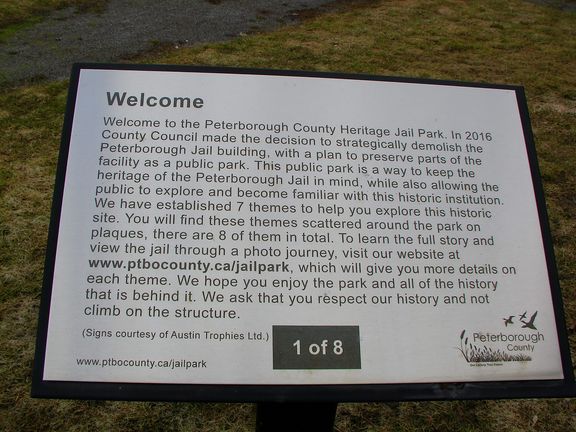 Welcome
Welcome to the Peterborough County Heritage Jail Park. In 2016
County Council made the decision to strategically demolish the
Peterborough Jail building, with a plan to preserve parts of the
facility as a public park. This public park is a way to keep the
heritage of the Peterborough Jail in mind, while also allowing the
public to explore and become familiar with this historic institution.
We have established 7 themes to help you explore this historic
site. You will find these themes scattered around the park on
plaques, there are 8 of them in total. To learn the full story and
view the jail through a photo journey, visit our website at
www.ptbocounty.ca/jailpark, which will give you more details on
each theme. We hope you enjoy the park and all of the history
that is behind it. We ask that you respect our history and not
climb on the structure.
(Signs courtesy of Austin Trophies Ltd.)
1 of 8
www.ptbocounty.ca/jailpark
Peterborough
County